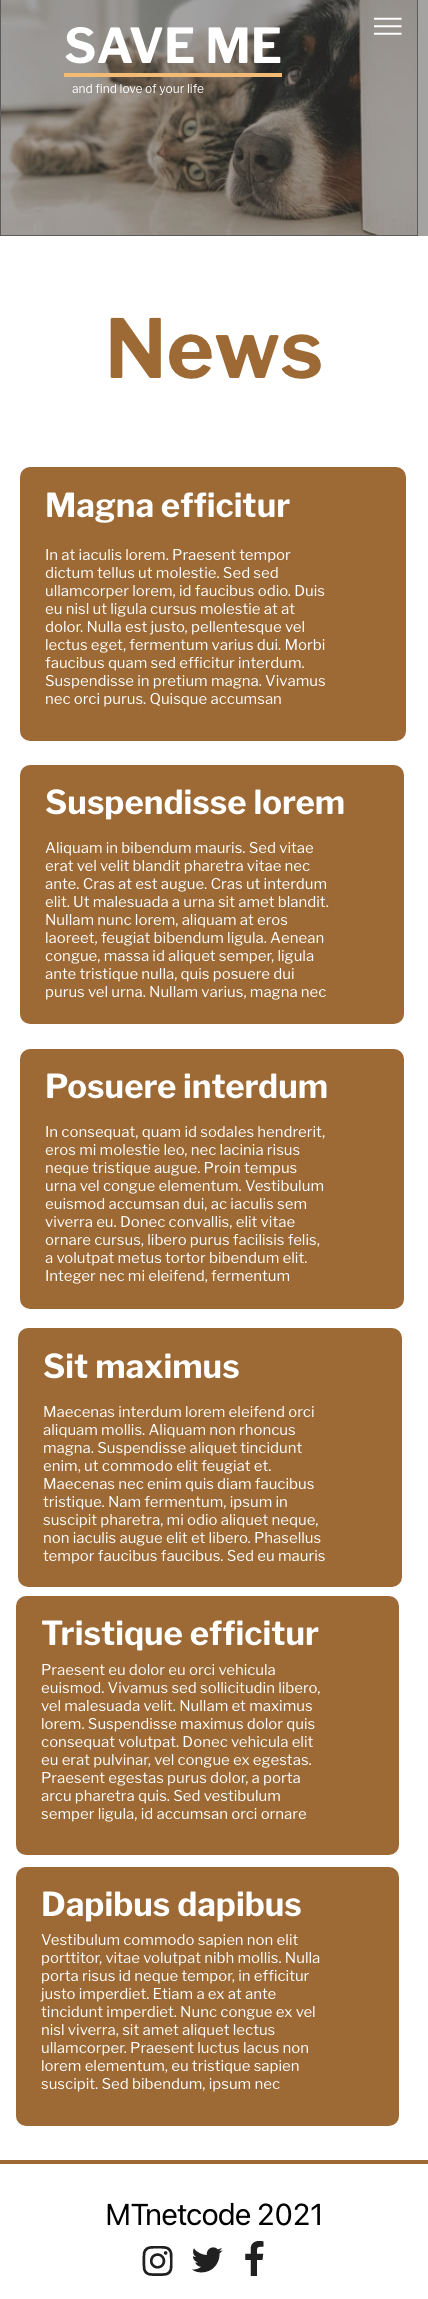 SAVE ME
and find love of your life
News
Magna efficitur
In at iaculis lorem. Praesent tempor
dictum tellus ut molestie. Sed sed
ullamcorper lorem, id faucibus odio. Duis
eu nisl ut ligula cursus molestie at at
dolor. Nulla est justo, pellentesque vel
lectus eget, fermentum varius dui. Morbi
faucibus quam sed efficitur interdum.
Suspendisse in pretium magna. Vivamus
nec orci purus. Quisque accumsan
Suspendisse lorem
Aliquam in bibendum mauris. Sed vitae
erat vel velit blandit pharetra vitae nec
ante. Cras at est augue. Cras ut interdum
elit. Ut malesuada a urna sit amet blandit.
Nullam nunc lorem, aliquam at eros
laoreet, feugiat bibendum ligula. Aenean
congue, massa id aliquet semper, ligula
ante tristique nulla, quis posuere dui
purus vel urna. Nullam varius, magna nec
Posuere interdum
In consequat, quam id sodales hendrerit,
eros mi molestie leo, nec lacinia risus
neque tristique augue. Proin tempus
urna vel congue elementum. Vestibulum
euismod accumsan dui, ac iaculis sem
viverra eu. Donec convallis, elit vitae
ornare cursus, libero purus facilisis felis,
a volutpat metus tortor bibendum elit.
Integer nec mi eleifend, fermentum
Sit maximus
Maecenas interdum lorem eleifend orci
aliquam mollis. Aliquam non rhoncus
magna. Suspendisse aliquet tincidunt
enim, ut commodo elit feugiat et.
Maecenas nec enim quis diam faucibus
tristique. Nam fermentum, ipsum in
suscipit pharetra, mi odio aliquet neque,
non iaculis augue elit et libero. Phasellus
tempor faucibus faucibus. Sed eu mauris
Tristique efficitur
Praesent eu dolor eu orci vehicula
euismod. Vivamus sed sollicitudin libero,
vel malesuada velit. Nullam et maximus
lorem. Suspendisse maximus dolor quis
consequat volutpat. Donec vehicula elit
eu erat pulvinar, vel congue ex egestas.
Praesent egestas purus dolor, a porta
arcu pharetra quis. Sed vestibulum
semper ligula, id accumsan orci ornare
Dapibus dapibus
Vestibulum commodo sapien non elit
porttitor, vitae volutpat nibh mollis. Nulla
porta risus id neque tempor, in efficitur
justo imperdiet. Etiam a ex at ante
tincidunt imperdiet. Nunc congue ex vel
nisl viverra, sit amet aliquet lectus
ullamcorper. Praesent luctus lacus non
lorem elementum, eu tristique sapien
suscipit. Sed bibendum, ipsum nec
MTnetcode 2021